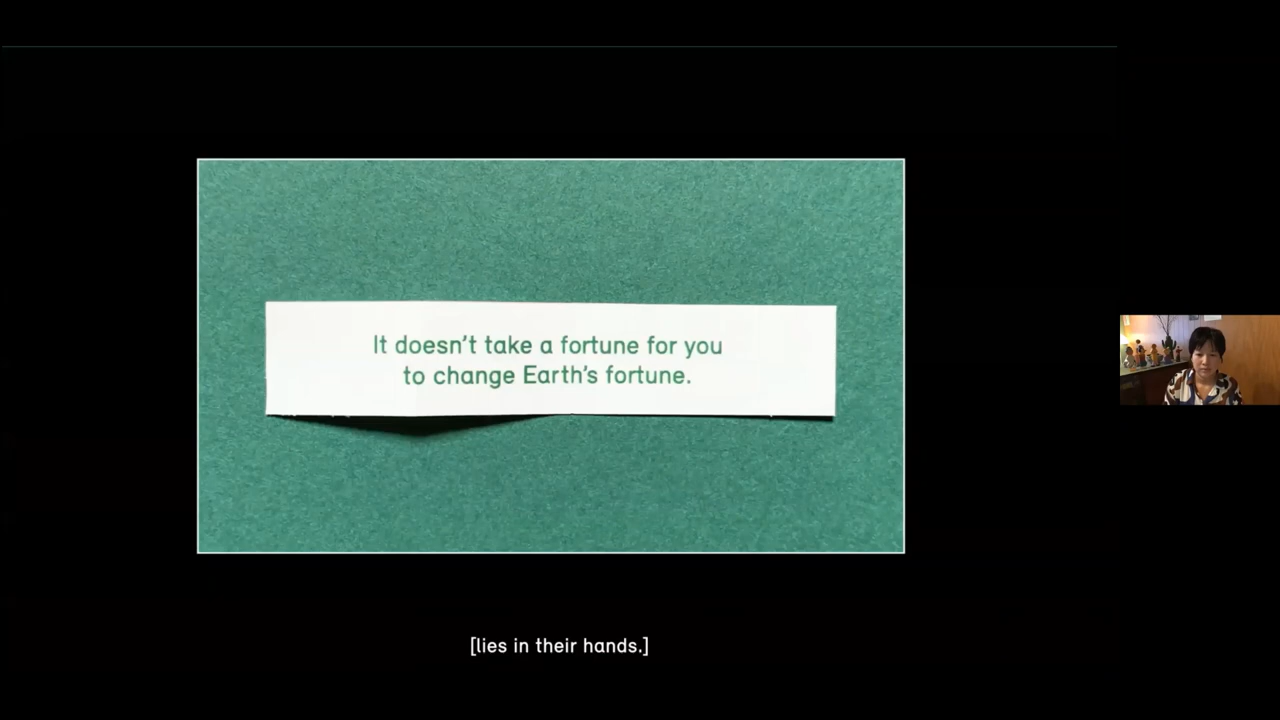 It doesn't take a fortune for you
to change Earth's fortune.
[lies in their hands.]